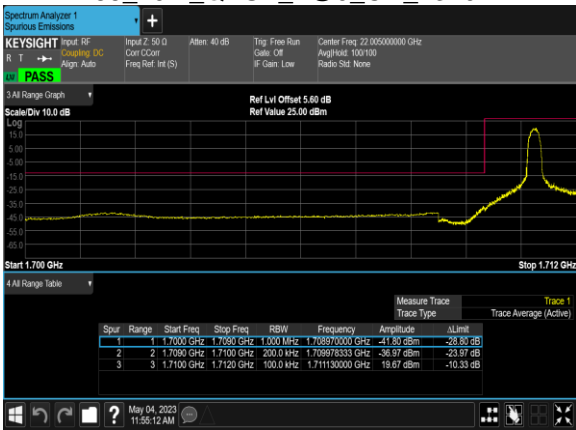 Spectrum Analyzer 1
Spurious Emissions
+
KEYSIGHT Input: RF Input Z: 50 Ω Atten: 40 dB Trig: Free Run Center Freq: 22.005000000 GHz
R T Coupling: DC Corr CCorr Gate: Off Avg|Hold: 100/100
Align: Auto Freq Ref: Int (S) IF Gain: Low Radio Std: None
PASS
3 All Range Graph
Ref Lvl Offset 5.60 dB
Scale/Div 10.0 dB Ref Value 25.00 dBm
Log
15.0
5.00
-5.00
-15.0
-25.0
-35.0
-45.0
-55.0
-65.0
Start 1.700 GHz Stop 1.712 GHz
4 All Range Table
Measure Trace Trace 1
Trace Type Trace Average (Active)
Spur Range Start Freq Stop Freq RBW Frequency Amplitude ΔLimit
1 1 1.7000 GHz 1.7090 GHz 1.000 MHz 1.708970000 GHz -41.80 dBm -28.80 dB
2 2 1.7090 GHz 1.7100 GHz 200.0 kHz 1.709978333 GHz -36.97 dBm -23.97 dB
3 3 1.7100 GHz 1.7120 GHz 100.0 kHz 1.711130000 GHz 19.67 dBm -10.33 dB
? May 04, 2023
11:55:12 AM